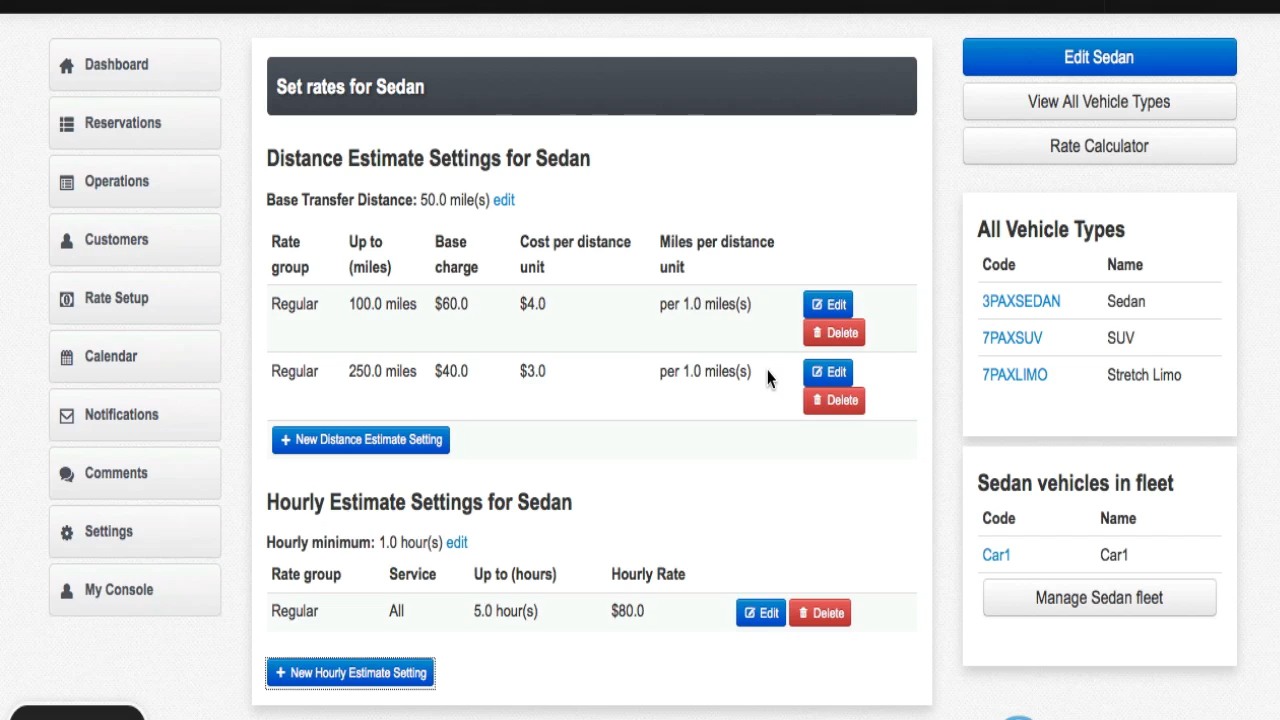 Dashboard
Reservations
Operations
Customers
Rate Setup
Calendar
Notifications
Comments
Settings
My Console
Set rates for Sedan
Distance Estimate Settings for Sedan
Base Transfer Distance: 50.0 mile(s) edit
Rate group Up to (miles) Base charge Cost per distance unit Miles per distance unit
Regular 100.0 miles $60.0 $4.0 per 1.0 miles(s) Edit
Delete
Regular 250.0 miles $40.0 $3.0 per 1.0 miles(s) Edit
Delete
+ New Distance Estimate Setting
Hourly Estimate Settings for Sedan
Hourly minimum: 1.0 hour(s) edit
Rate group Service Up to (hours) Hourly Rate
Regular All 5.0 hour(s) $80.0 Edit Delete
+ New Hourly Estimate Setting
Edit Sedan
View All Vehicle Types
Rate Calculator
All Vehicle Types
Code Name
3PAXSEDAN Sedan
7PAXSUV SUV
7PAXLIMO Stretch Limo
Sedan vehicles in fleet
Code Name
Car1 Car1
Manage Sedan fleet